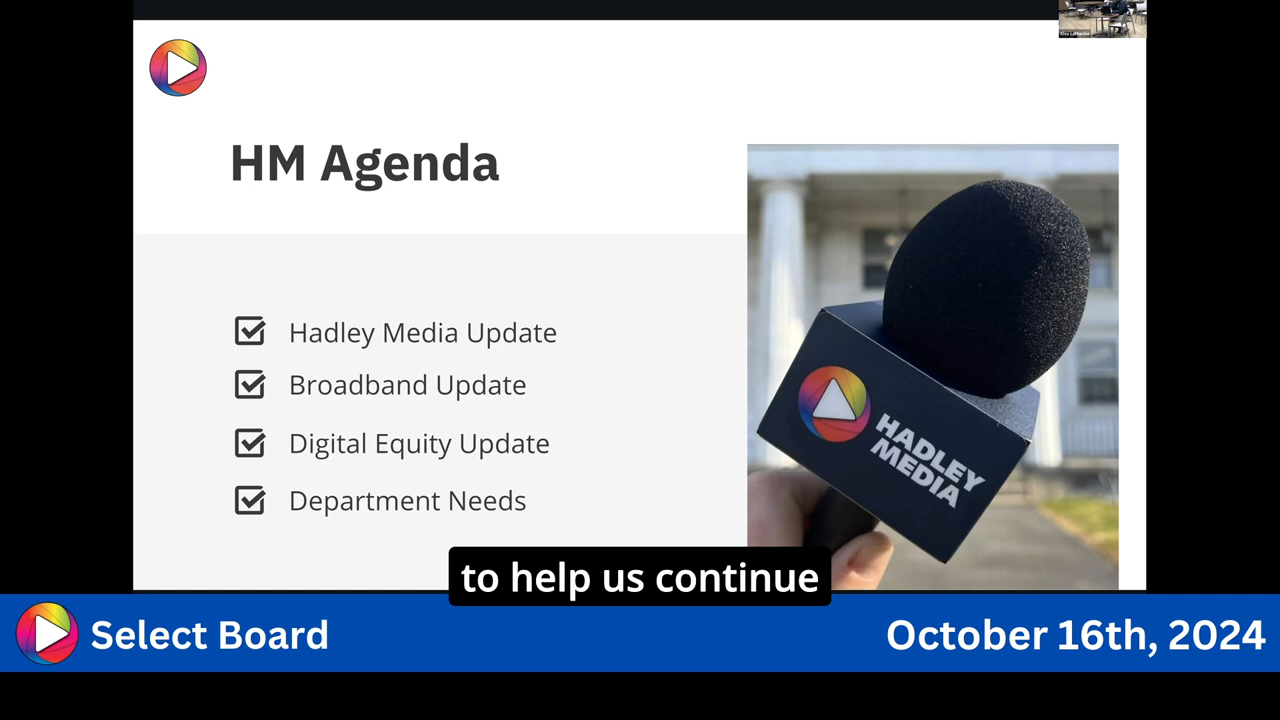 HM Agenda
Hadley Media Update
Broadband Update
Digital Equity Update
Department Needs
HADLEY
MEDIA
to help us continue
Select Board
October 16th, 2024